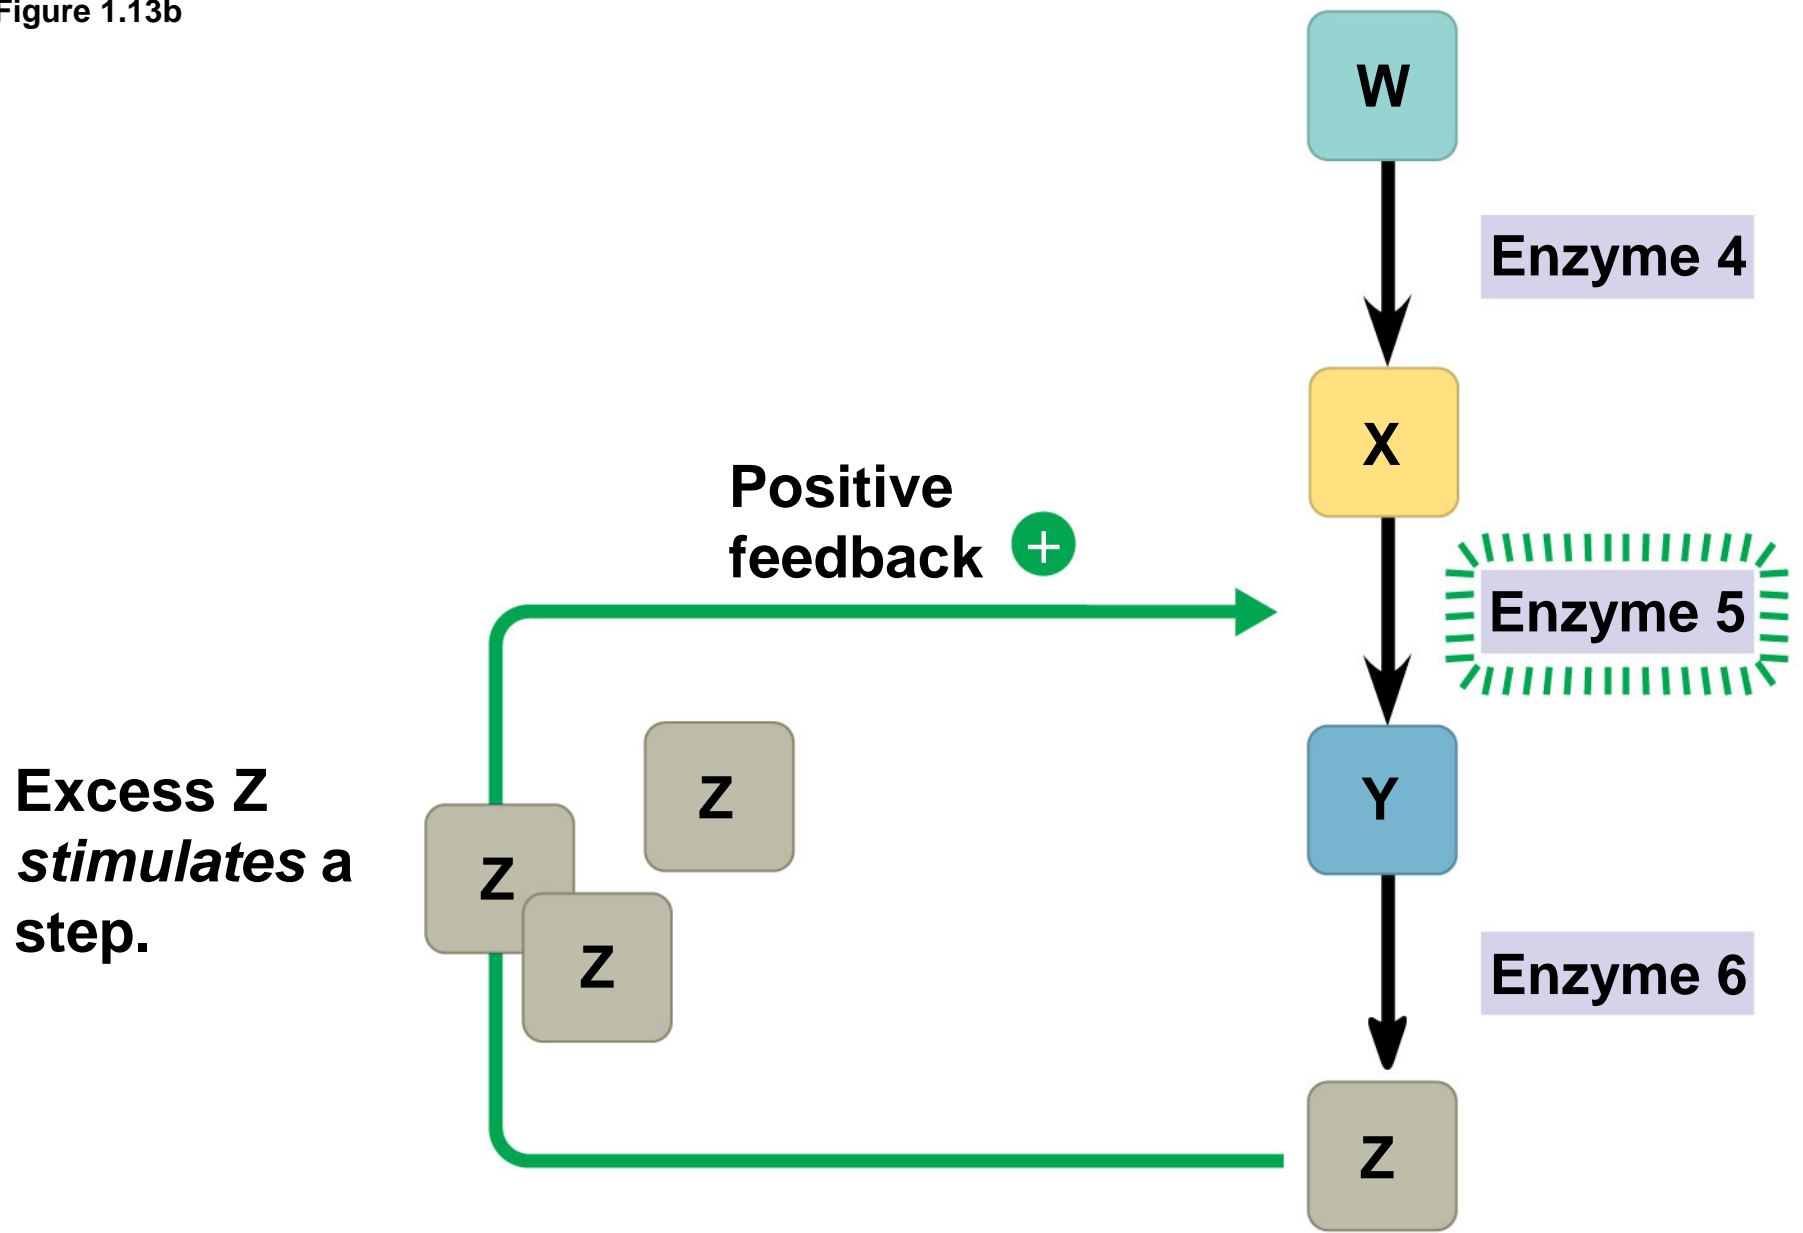 Figure 1.13b
W
Enzyme 4
X
Positive
feedback +
Enzyme 5
Y
Z
Excess Z
stimulates a
step.
Z
Z
Enzyme 6
Z